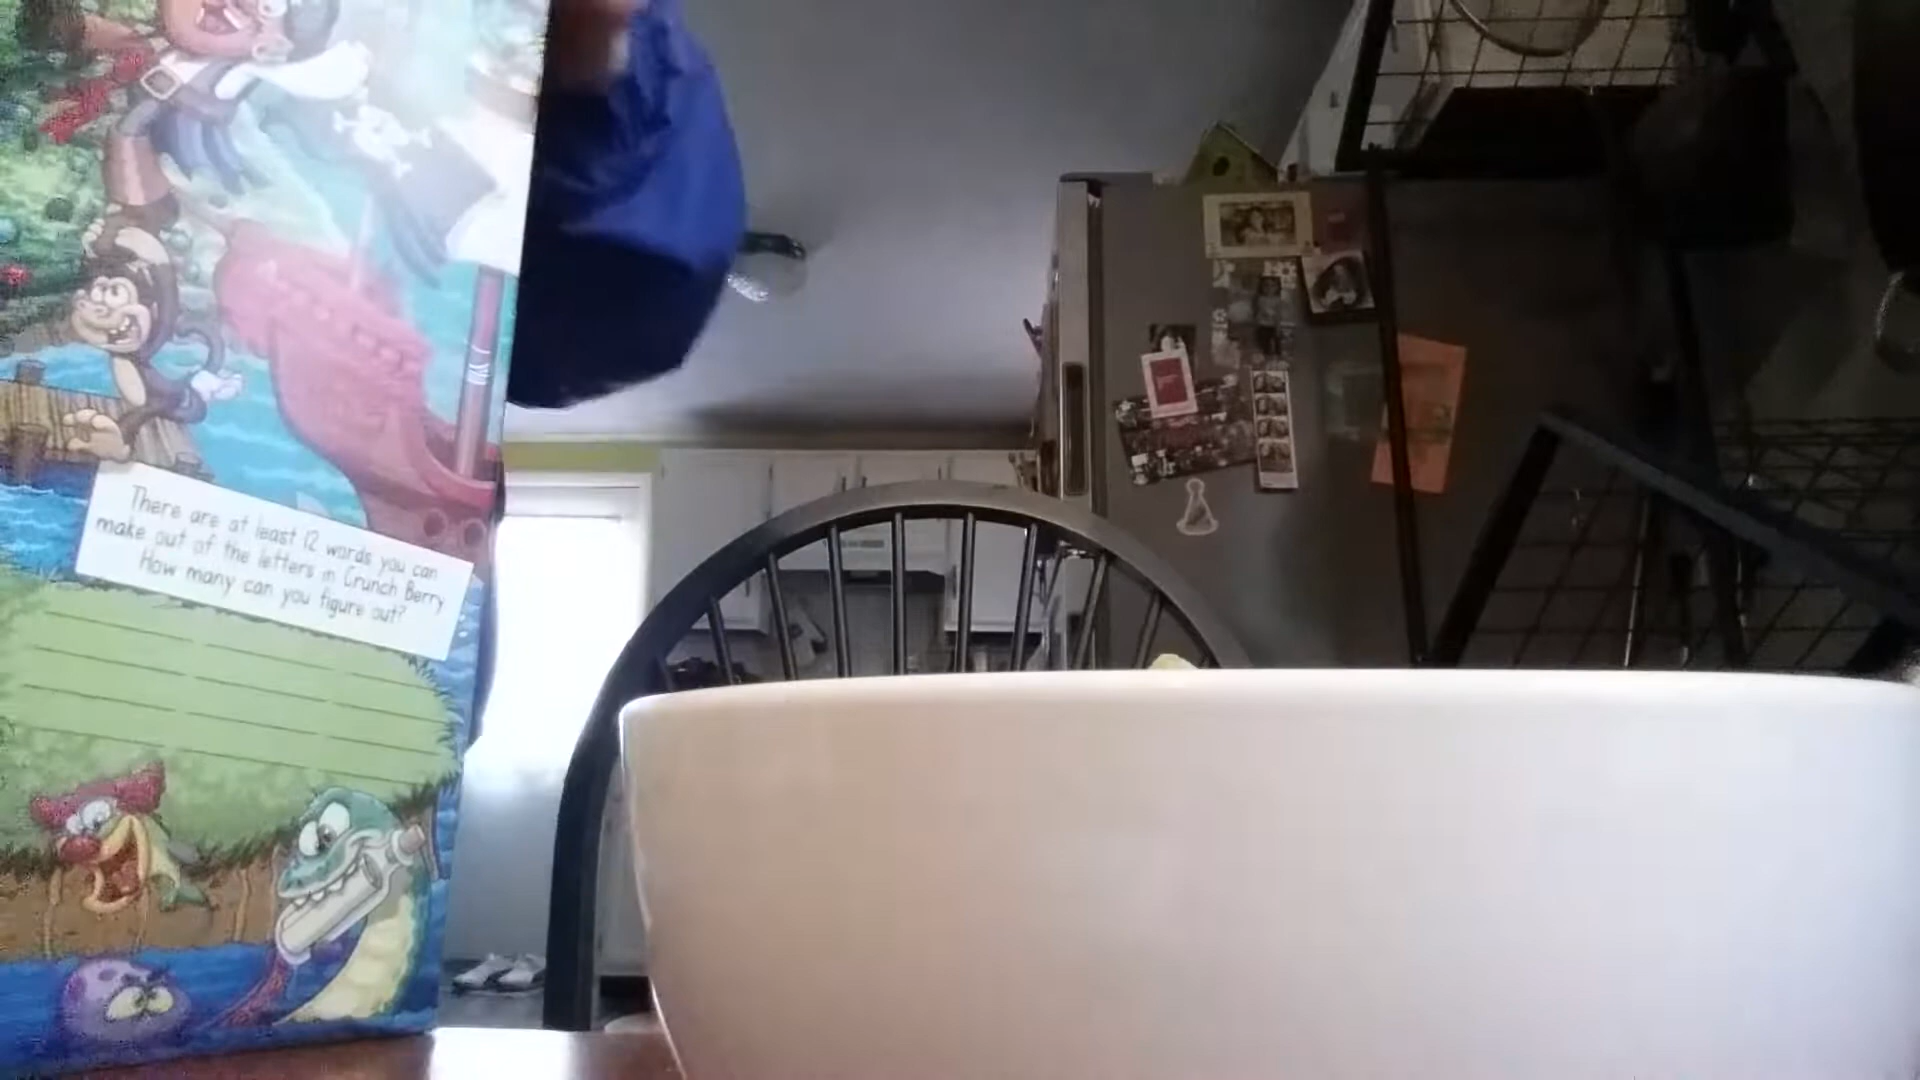 There are at least 12 words you can
make out of the letters in Crunch Berry
How many can you figure out?